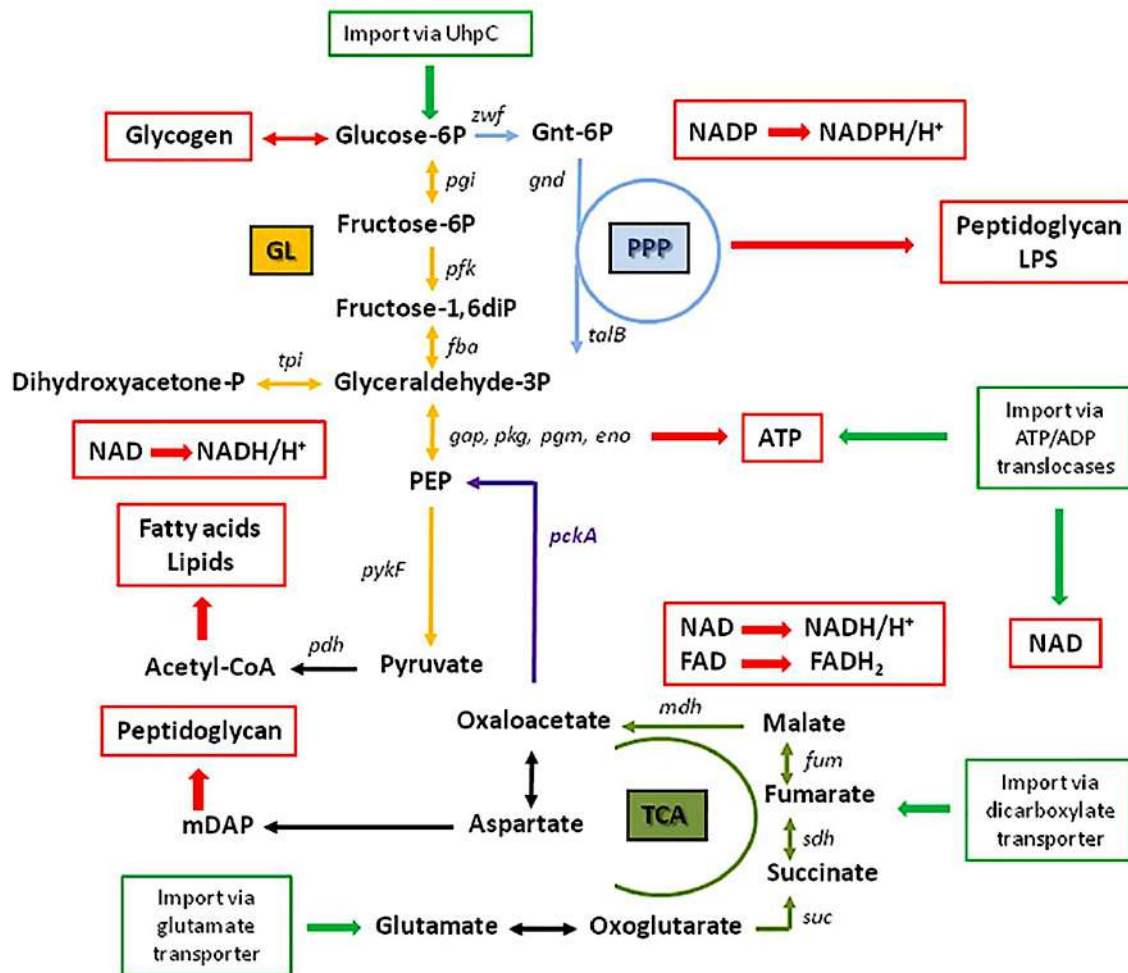 Import via UhpC
Glycogen
Glucose-6P
zwf
Gnt-6P
NADP
NADPH/H⁺
pgi
gnd
Fructose-6P
GL
PPP
Peptidoglycan
LPS
pfk
Fructose-1,6diP
fba
talB
tpi
Dihydroxyacetone-P
Glyceraldehyde-3P
NAD
NADH/H⁺
gap, pkg, pgm, eno
ATP
Import via
ATP/ADP
translocases
PEP
Fatty acids
Lipids
pckA
pykF
NAD
NADH/H⁺
FAD
FADH₂
NAD
pdh
Acetyl-CoA
Pyruvate
Peptidoglycan
Oxaloacetate
mdh
Malate
fum
Fumarate
Import via
dicarboxylate
transporter
TCA
mDAP
Aspartate
sdh
Succinate
Import via
glutamate
transporter
Glutamate
Oxoglutarate
suc